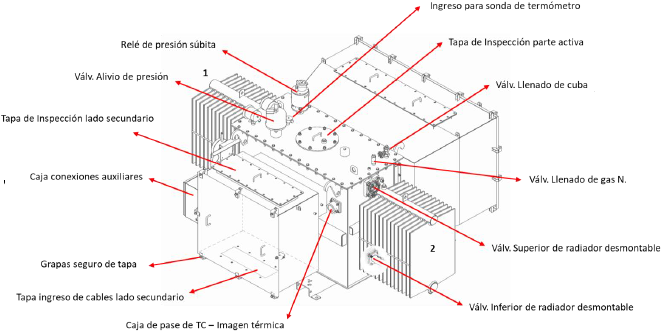 Ingreso para sonda de termómetro
Relé de presión súbita
Tapa de Inspección parte activa
Válv. Alivio de presión
1
Válv. Llenado de cuba
Tapa de Inspección lado secundario
Caja conexiones auxiliares
Válv. Llenado de gas N.
2
Válv. Superior de radiador desmontable
Grapas seguro de tapa
Tapa ingreso de cables lado secundario
Válv. Inferior de radiador desmontable
Caja de pase de TC – Imagen térmica